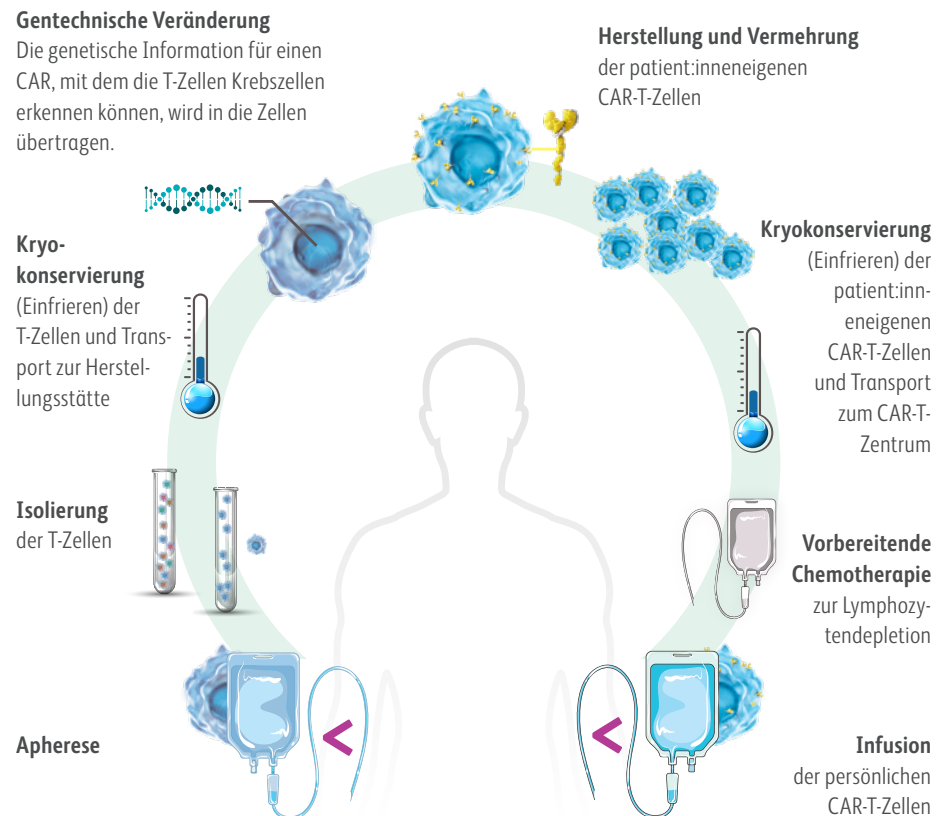 Gentechnische Veränderung
Die genetische Information für einen
CAR, mit dem die T-Zellen Krebszellen
erkennen können, wird in die Zellen
übertragen.
Herstellung und Vermehrung
der patient:inneneigenen
CAR-T-Zellen
Kryo-
konservierung
(Einfrieren) der
T-Zellen und Trans-
port zur Herstel-
lungsstätte
Kryokonservierung
(Einfrieren) der
patient:inn-
eneigenen
CAR-T-Zellen
und Transport
zum CAR-T-
Zentrum
Isolierung
der T-Zellen
Vorbereitende
Chemotherapie
zur Lymphozy-
tendepletion
Apherese
Infusion
der persönlichen
CAR-T-Zellen